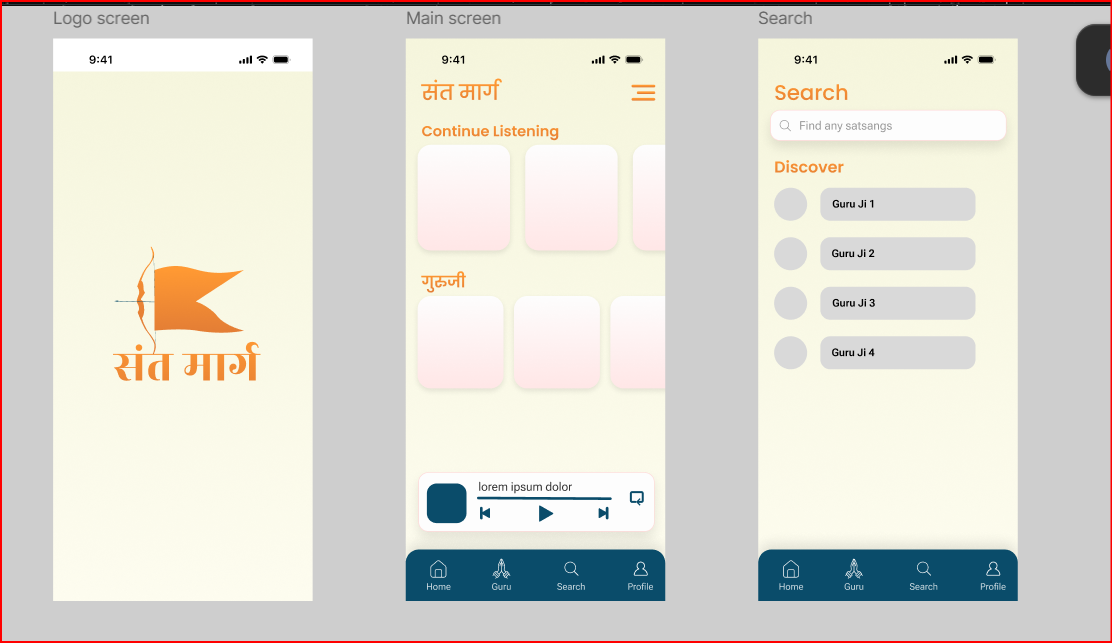 Logo screen
9:41
संत मार्ग
Main screen
9:41
संत मार्ग
Continue Listening
गुरुजी
lorem ipsum dolor
Home
Guru
Search
Profile
Search
9:41
Search
Find any satsangs
Discover
Guru Ji 1
Guru Ji 2
Guru Ji 3
Guru Ji 4
Home
Guru
Search
Profile